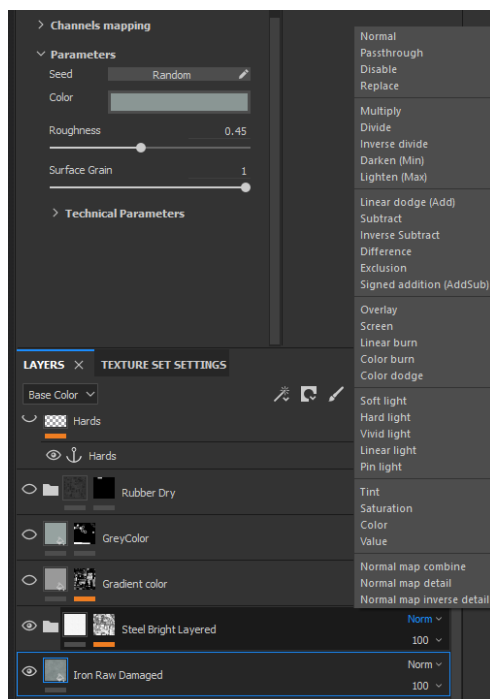 Channels mapping
Parameters
Seed
Random
Color
Roughness
0.45
Surface Grain
1
Technical Parameters
Normal
Passthrough
Disable
Replace
Multiply
Divide
Inverse divide
Darken (Min)
Lighten (Max)
Linear dodge (Add)
Subtract
Inverse Subtract
Difference
Exclusion
Signed addition (AddSub)
Overlay
Screen
Linear burn
Color burn
Color dodge
Soft light
Hard light
Vivid light
Linear light
Pin light
Tint
Saturation
Color
Value
Normal map combine
Normal map detail
Normal map inverse detail
LAYERS
TEXTURE SET SETTINGS
Base Color
Hards
Hards
Rubber Dry
GreyColor
Gradient color
Steel Bright Layered
Norm
100
Iron Raw Damaged
Norm
100